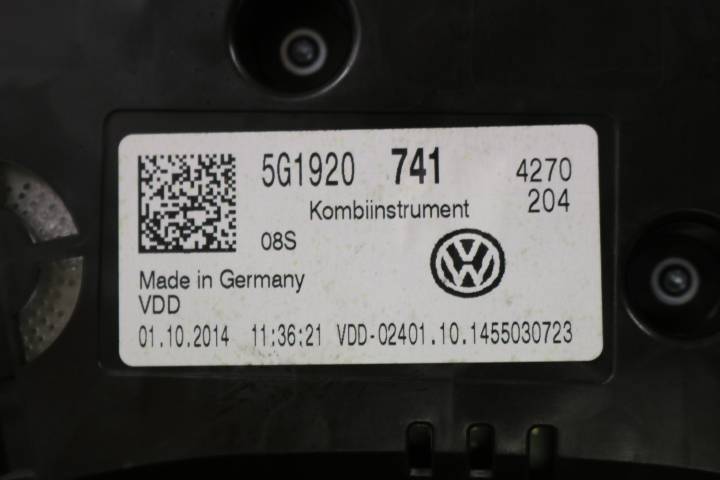 5G1920 741 4270
Kombiinstrument 204
08S
Made in Germany
VDD
01.10.2014 11:36:21 VDD-02401.10.1455030723